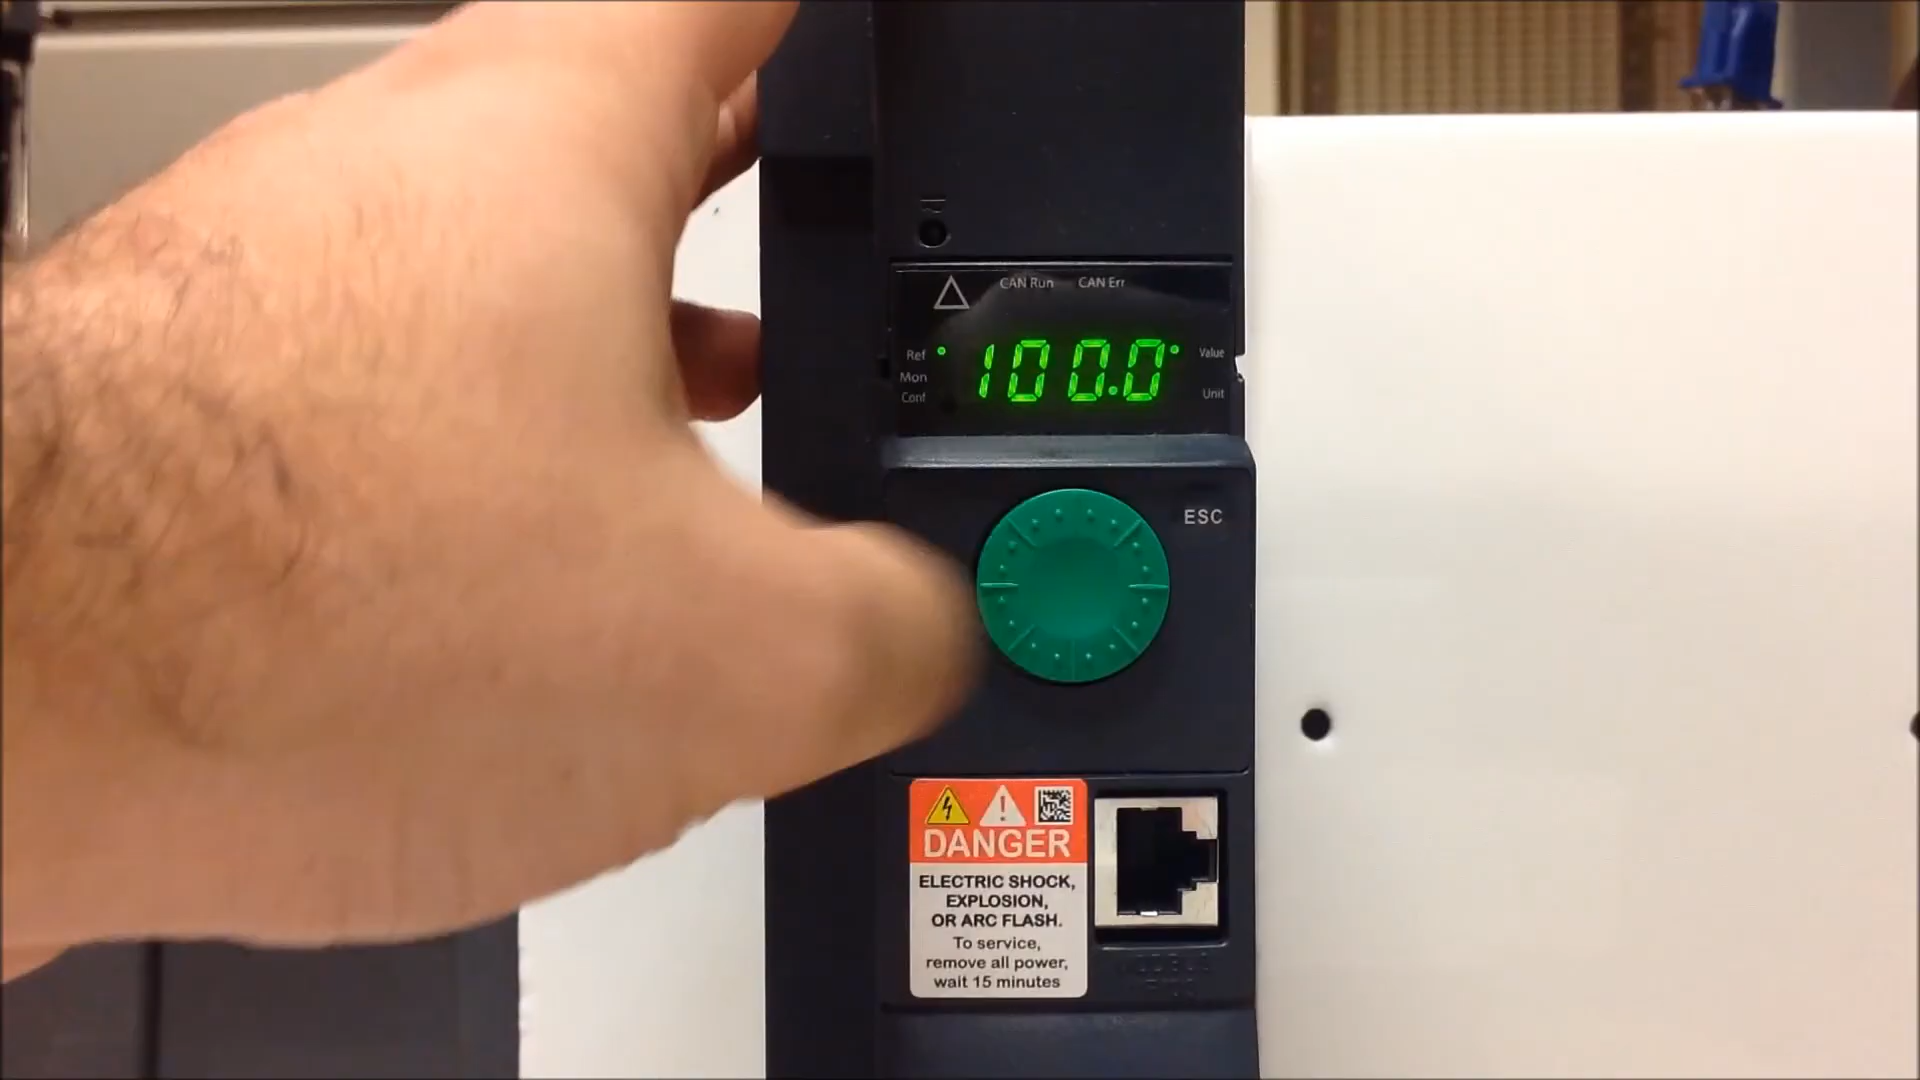 CAN Run CAN Err
Ref
Mon
Conf
100.0
Value
Unit
ESC
DANGER
ELECTRIC SHOCK,
EXPLOSION,
OR ARC FLASH.
To service,
remove all power,
wait 15 minutes